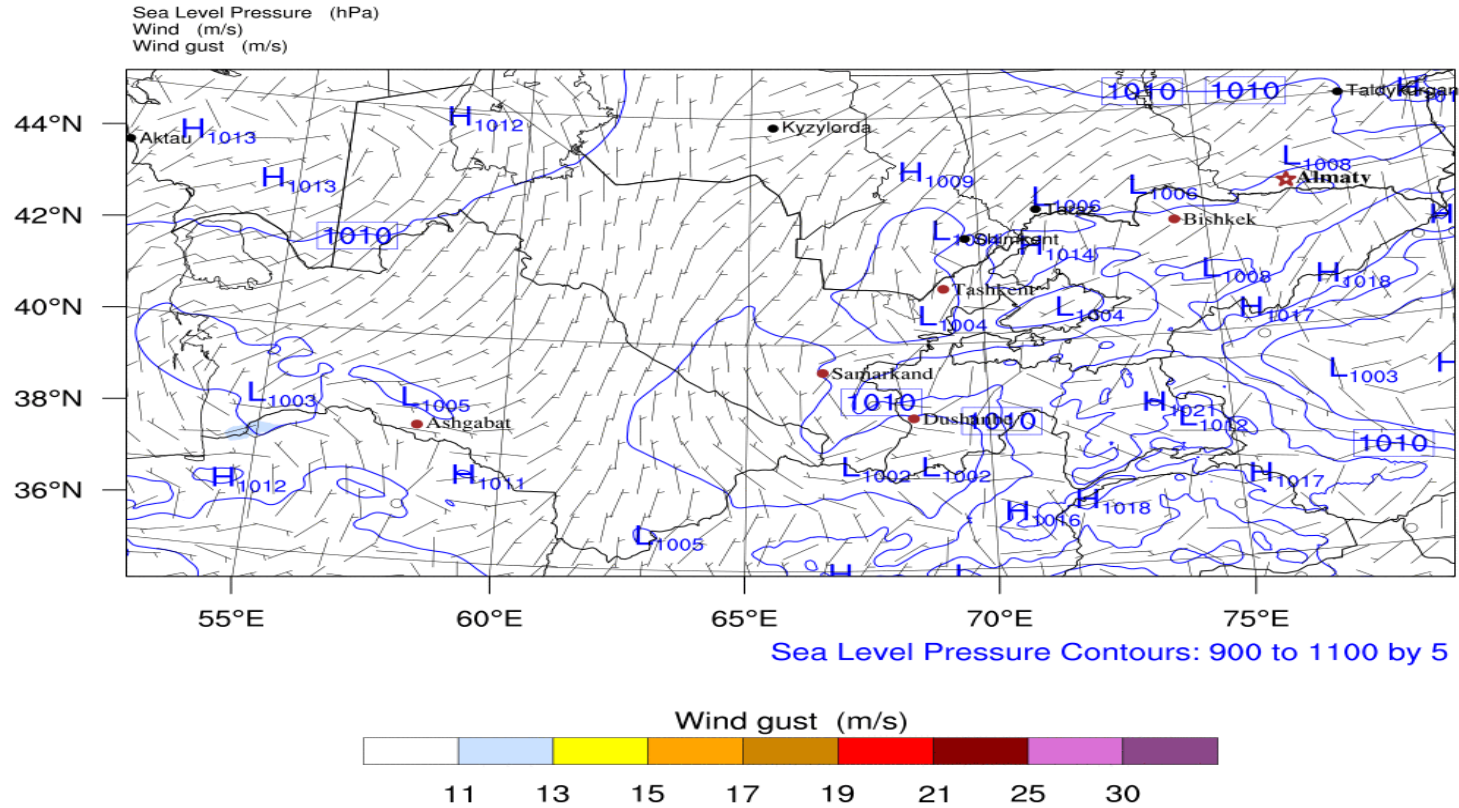 Sea Level Pressure (hPa)
Wind (m/s)
Wind gust (m/s)
1010 1010 Taldykorgan H
44°N Aktau H1013 H1012 Kyzylorda
H1013 H1009 L1008 Almaty
42°N L1006 Taraz L1006 Bishkek H
1010 L Shimkent H1014 L1008 H1018
40°N Tashkent L1004 L1004 H1017
Samarkand L1003 H
38°N L1003 L1005 1010 H1021
Ashgabat Dushanbe 1010 L1012 1010
36°N H1012 H1011 L1002 L1002 H1017
L1005 H1016 H1018
H L
55°E 60°E 65°E 70°E 75°E
Sea Level Pressure Contours: 900 to 1100 by 5
Wind gust (m/s)
11 13 15 17 19 21 25 30